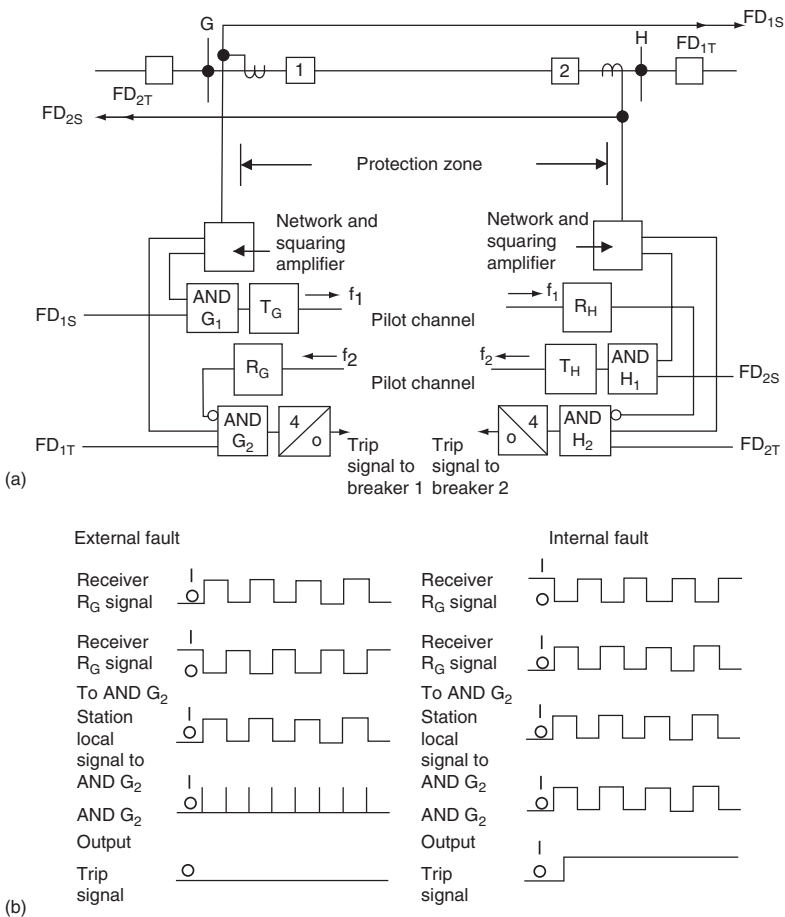 G
FD1S
H
FD1T
1
2
FD2T
FD2S
Protection zone
Network and
squaring
amplifier
Network and
squaring
amplifier
AND
G1
TG
f1
Pilot channel
f1
RH
FD1S
RG
f2
Pilot channel
f2
TH
AND
H1
FD2S
AND
G2
4
o
Trip
signal to
breaker 1
Trip
signal to
breaker 2
o
4
AND
H2
FD1T
FD2T
(a)
External fault
Internal fault
Receiver
RG signal
I
O
Receiver
RG signal
I
O
Receiver
RG signal
To AND G2
I
O
Receiver
RG signal
To AND G2
I
O
Station
local
signal to
AND G2
I
O
Station
local
signal to
AND G2
I
O
AND G2
Output
I
O
AND G2
Output
I
O
Trip
signal
O
Trip
signal
I
O
(b)